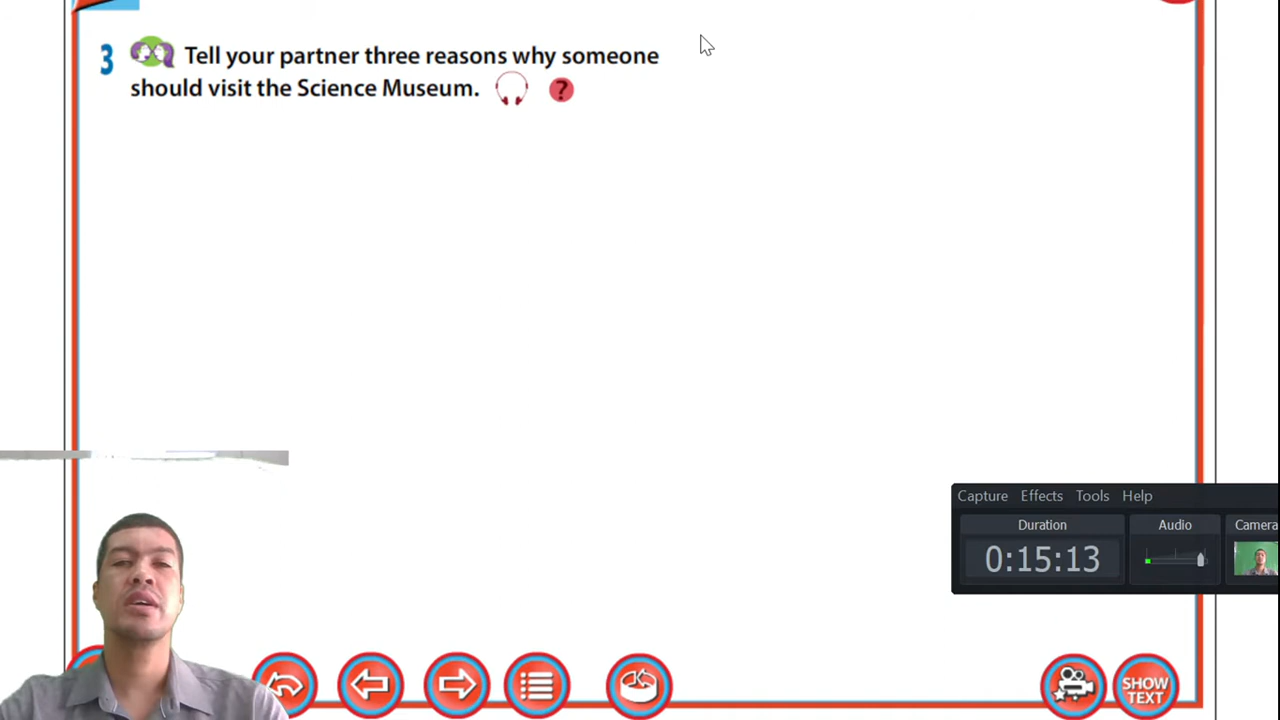 3 Tell your partner three reasons why someone
should visit the Science Museum. ?
Capture Effects Tools Help
Duration Audio Camera
0:15:13
SHOW
TEXT